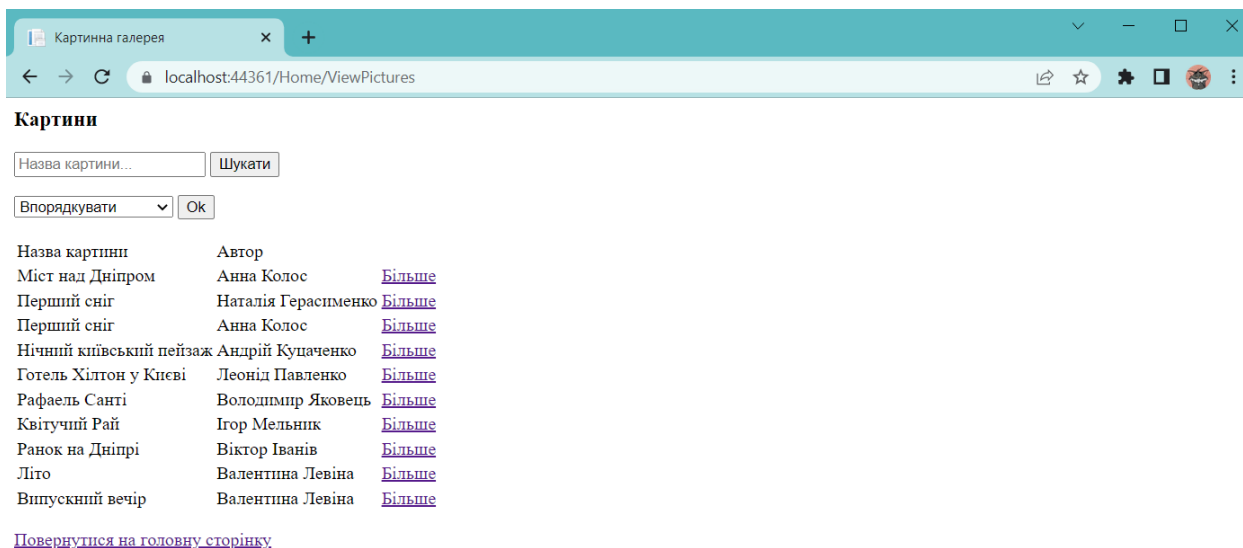 Картинна галерея
localhost:44361/Home/ViewPictures
Картини
Назва картини... Шукати
Впорядкувати Ok
Назва картини Автор
Міст над Дніпром Анна Колос Більше
Перший сніг Наталія Герасименко Більше
Перший сніг Анна Колос Більше
Нічний київський пейзаж Андрій Куцаченко Більше
Готель Хілтон у Києві Леонід Павленко Більше
Рафаель Санті Володимир Яковець Більше
Квітучий Рай Ігор Мельник Більше
Ранок на Дніпрі Віктор Іванів Більше
Літо Валентина Левіна Більше
Випускний вечір Валентина Левіна Більше
Повернутися на головну сторінку